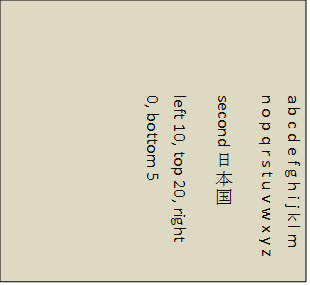 a b c d e f g h i j k l m
n o p q r s t u v w x y z
second 日本国
left 10, top 20, right
0, bottom 5